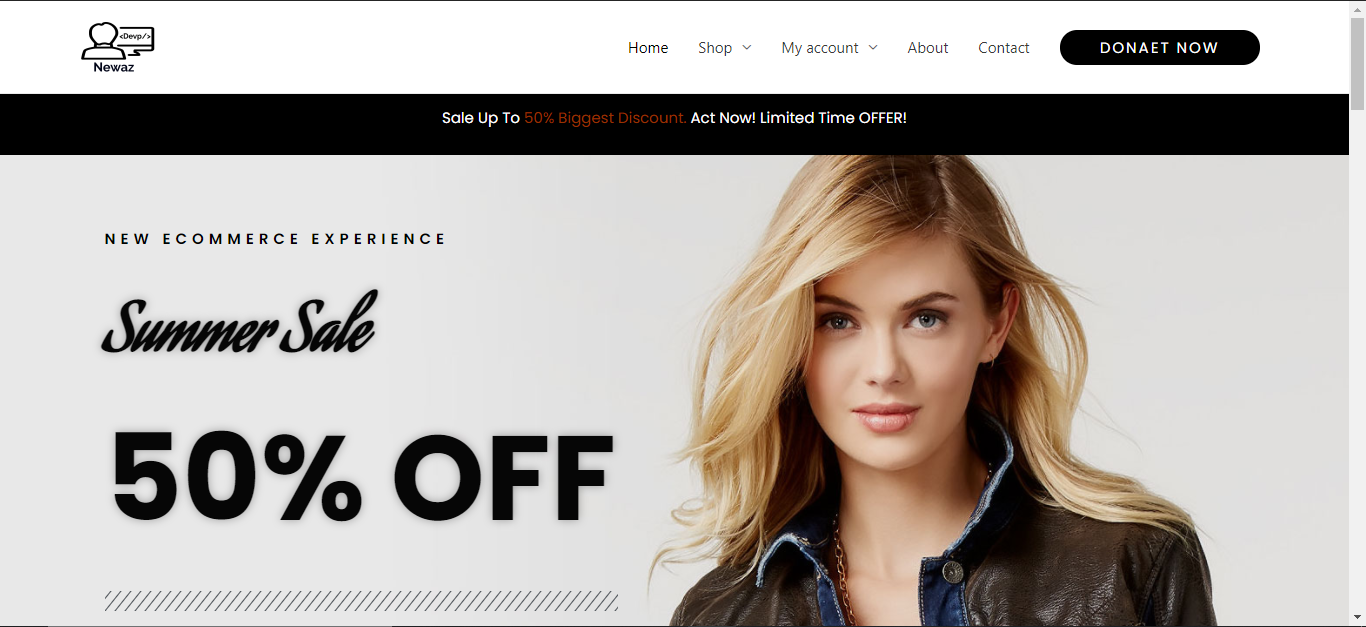 <Devp/>
Newaz
Home Shop My account About Contact DONAET NOW
Sale Up To 50% Biggest Discount. Act Now! Limited Time OFFER!
NEW ECOMMERCE EXPERIENCE
Summer Sale
50% OFF